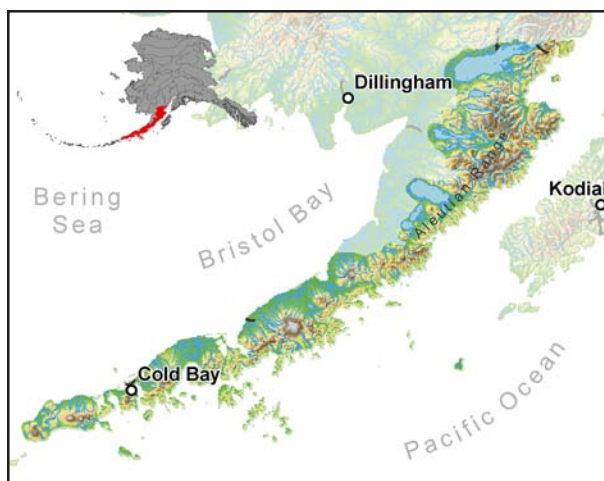 Dillingham
Kodiak
Bering
Sea
Bristol Bay
Aleutian Range
Cold Bay
Pacific Ocean